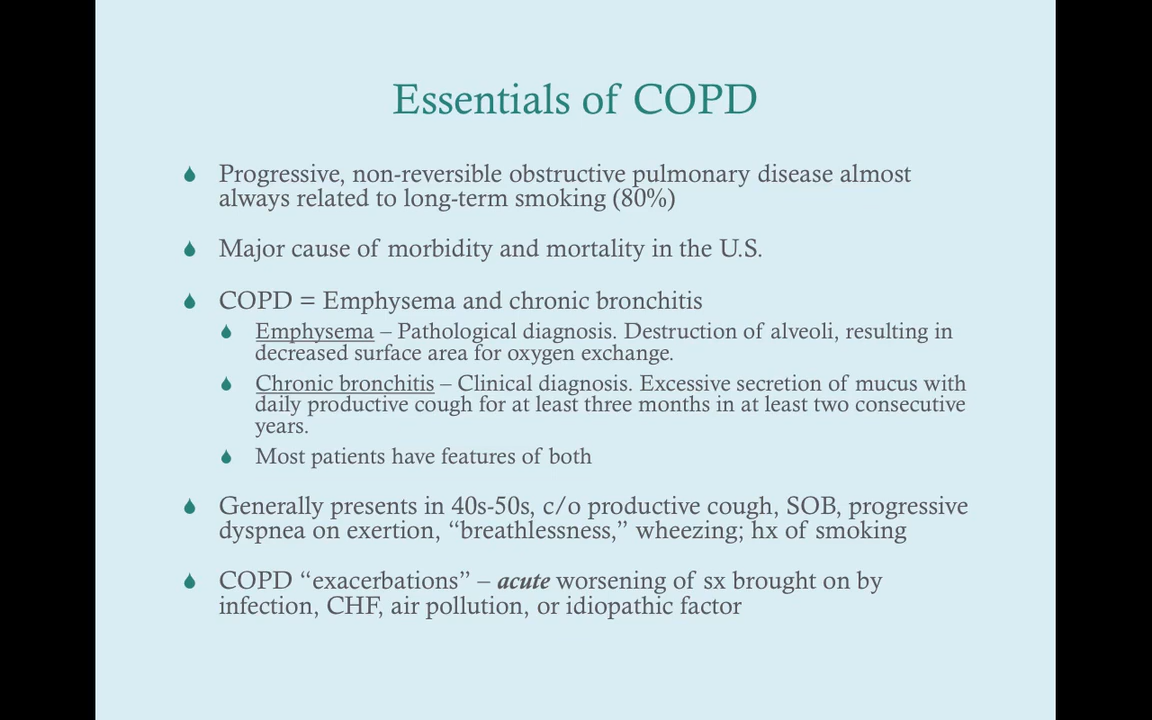 Essentials of COPD
Progressive, non-reversible obstructive pulmonary disease almost
always related to long-term smoking (80%)
Major cause of morbidity and mortality in the U.S.
COPD = Emphysema and chronic bronchitis
Emphysema – Pathological diagnosis. Destruction of alveoli, resulting in
decreased surface area for oxygen exchange.
Chronic bronchitis – Clinical diagnosis. Excessive secretion of mucus with
daily productive cough for at least three months in at least two consecutive
years.
Most patients have features of both
Generally presents in 40s-50s, c/o productive cough, SOB, progressive
dyspnea on exertion, “breathlessness,” wheezing; hx of smoking
COPD “exacerbations” – acute worsening of sx brought on by
infection, CHF, air pollution, or idiopathic factor